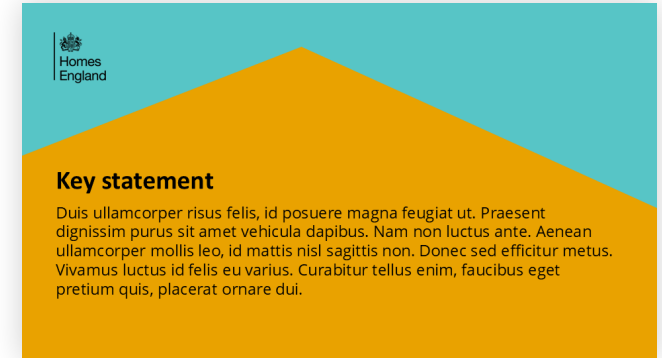 Homes
England
Key statement
Duis ullamcorper risus felis, id posuere magna feugiat ut. Praesent
dignissim purus sit amet vehicula dapibus. Nam non luctus ante. Aenean
ullamcorper mollis leo, id mattis nisl sagittis non. Donec sed efficitur metus.
Vivamus luctus id felis eu varius. Curabitur tellus enim, faucibus eget
pretium quis, placerat ornare dui.